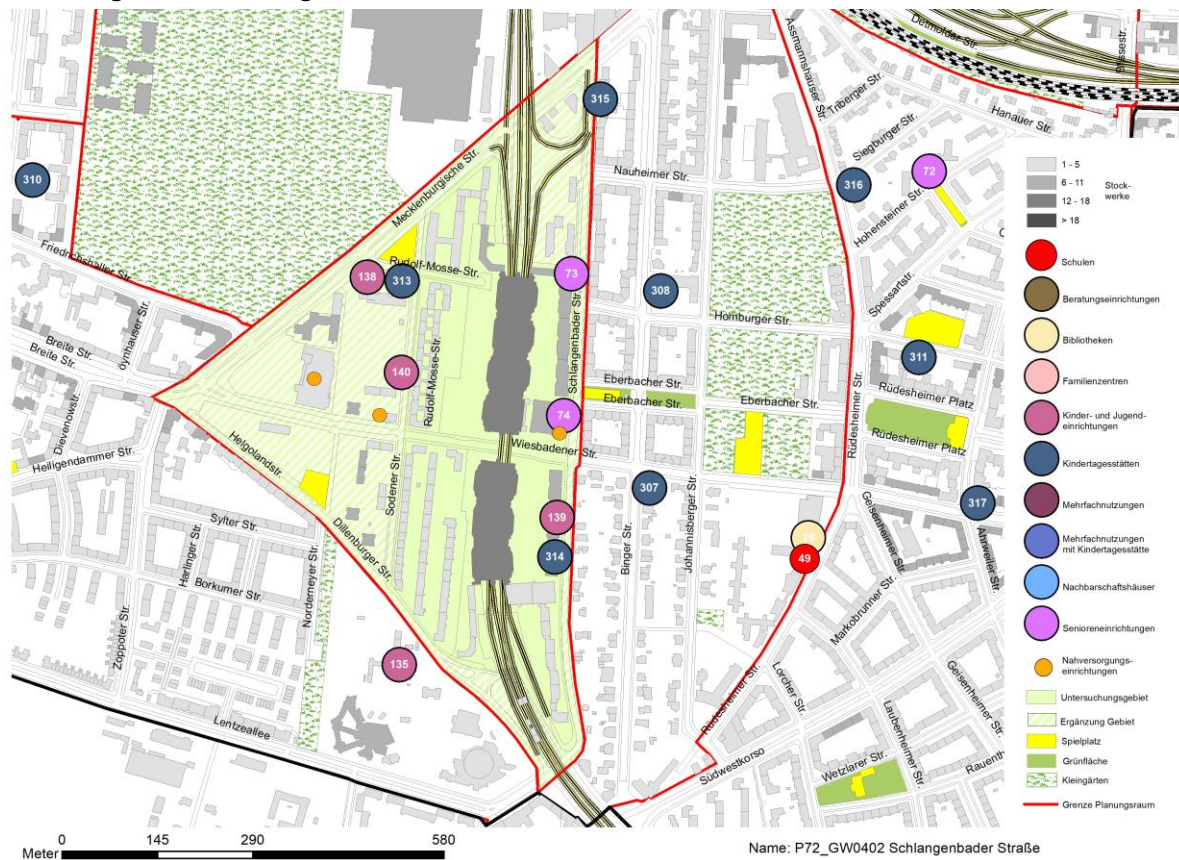 Detmolder Str.
Bissestr.
Assmannshauser Str.
Triberger Str.
Hanauer Str.
315
Siegburger Str.
310
Nauheimer Str.
316
72
Mecklenburgische Str.
Hohensteiner Str.
Friedrichshaller Str.
Rudolf-Mosse-Str.
138
313
73
308
Spessartstr.
Homburger Str.
Schlangenbader Str.
öynhauser Str.
Breite Str.
Breite Str.
311
140
Rudolf-Mosse-Str.
Eberbacher Str.
Eberbacher Str.
Eberbacher Str.
Rüdesheimer Platz
Rüdesheimer Platz
Rüdesheimer Str.
74
Wiesbadener Str.
Dievenowstr.
Heiligendammer Str.
Helgolandstr.
Sodener Str.
307
317
Geisenheimer Str.
Ahrweiler Str.
139
314
Dillenburger Str.
Sylter Str.
Harlinger Str.
Borkumer Str.
Norderneyer Str.
Zoppoter Str.
Binger Str.
Johannisberger Str.
49
Markobrunner Str.
135
Lentzeallee
Rüdesheimer Str.
Lorcher Str.
Geisenheimer Str.
Laubenheimer Str.
Südwestkorso
Wetzlarer Str.
Rauenth
1 - 5
6 - 11
12 - 18
> 18
Stock-
werke
Schulen
Beratungseinrichtungen
Bibliotheken
Familienzentren
Kinder- und Jugend-
einrichtungen
Kindertagesstätten
Mehrfachnutzungen
Mehrfachnutzungen
mit Kindertagesstätte
Nachbarschaftshäuser
Senioreneinrichtungen
Nahversorgungs-
einrichtungen
Untersuchungsgebiet
Ergänzung Gebiet
Spielplatz
Grünfläche
Kleingärten
Grenze Planungsraum
0 145 290 580
Meter
Name: P72_GW0402 Schlangenbader Straße